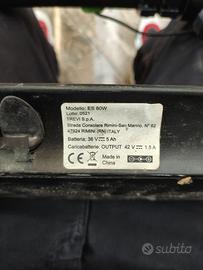 Modello: ES 80W
Lotto: 0521
TREVI S.p.A.
Strada Consolare Rimini-San Marino, N° 62
47924 RIMINI (RN) ITALY
Batteria: 36 V ⎓ 5 Ah
Caricabatterie: OUTPUT 42 V ⎓ 1.5 A
Made in
China
subito